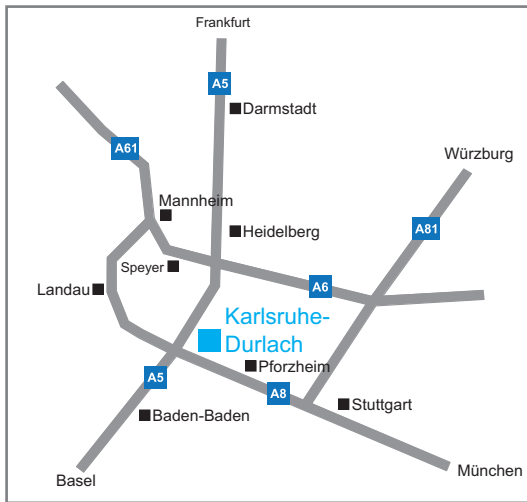 Frankfurt
A5
Darmstadt
A61
Würzburg
Mannheim
A81
Heidelberg
Speyer
Landau
A6
Karlsruhe-
Durlach
Pforzheim
A5
A8
Stuttgart
Baden-Baden
München
Basel